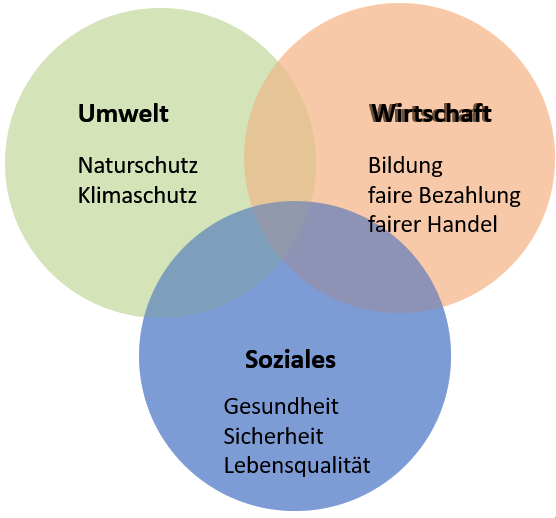 Umwelt
Naturschutz
Klimaschutz
Wirtschaft
Bildung
faire Bezahlung
fairer Handel
Soziales
Gesundheit
Sicherheit
Lebensqualität